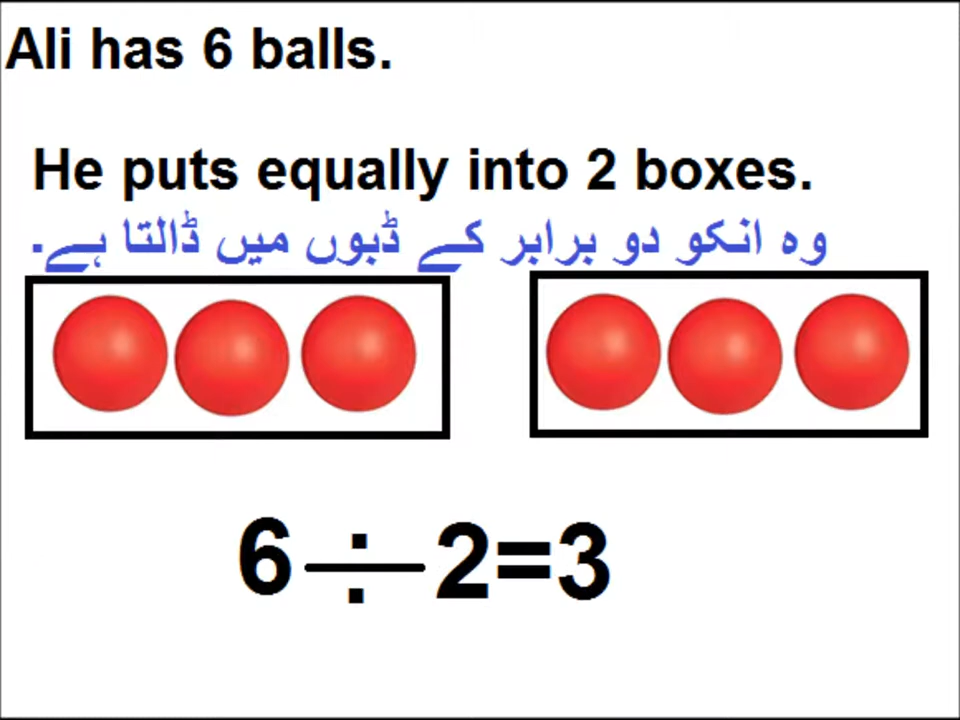 Ali has 6 balls.
He puts equally into 2 boxes.
وہ انکو دو برابر کے ڈبوں میں ڈالتا ہے۔
6 ÷ 2=3